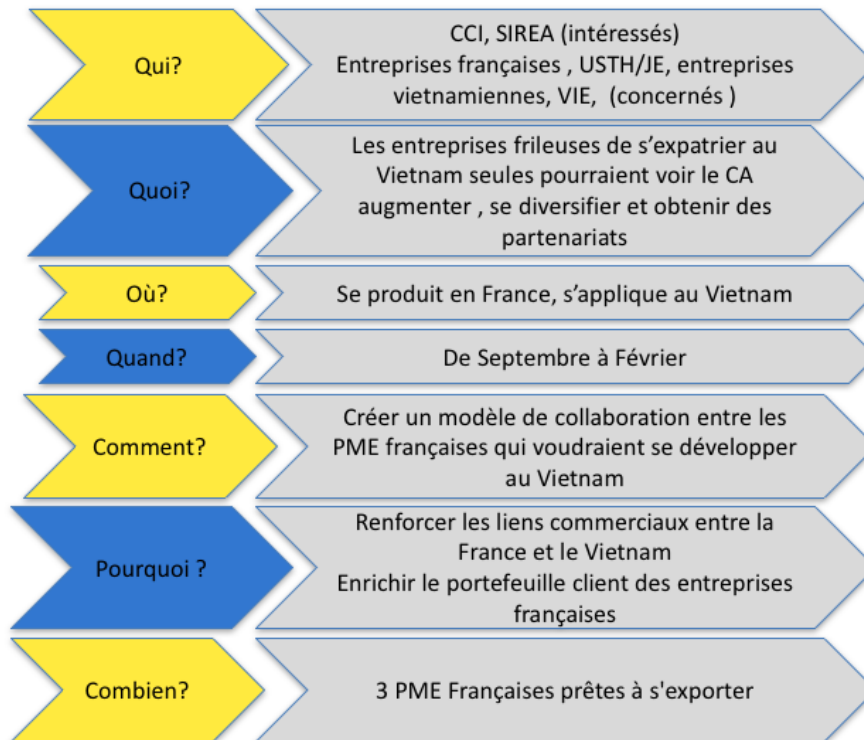 Qui?
CCI, SIREA (intéressés)
Entreprises françaises , USTH/JE, entreprises
vietnamiennes, VIE,  (concernés )
Quoi?
Les entreprises frileuses de s’expatrier au
Vietnam seules pourraient voir le CA
augmenter , se diversifier et obtenir des
partenariats
Où?
Se produit en France, s’applique au Vietnam
Quand?
De Septembre à Février
Comment?
Créer un modèle de collaboration entre les
PME françaises qui voudraient se développer
au Vietnam
Pourquoi ?
Renforcer les liens commerciaux entre la
France et le Vietnam
Enrichir le portefeuille client des entreprises
françaises
Combien?
3 PME Françaises prêtes à s'exporter